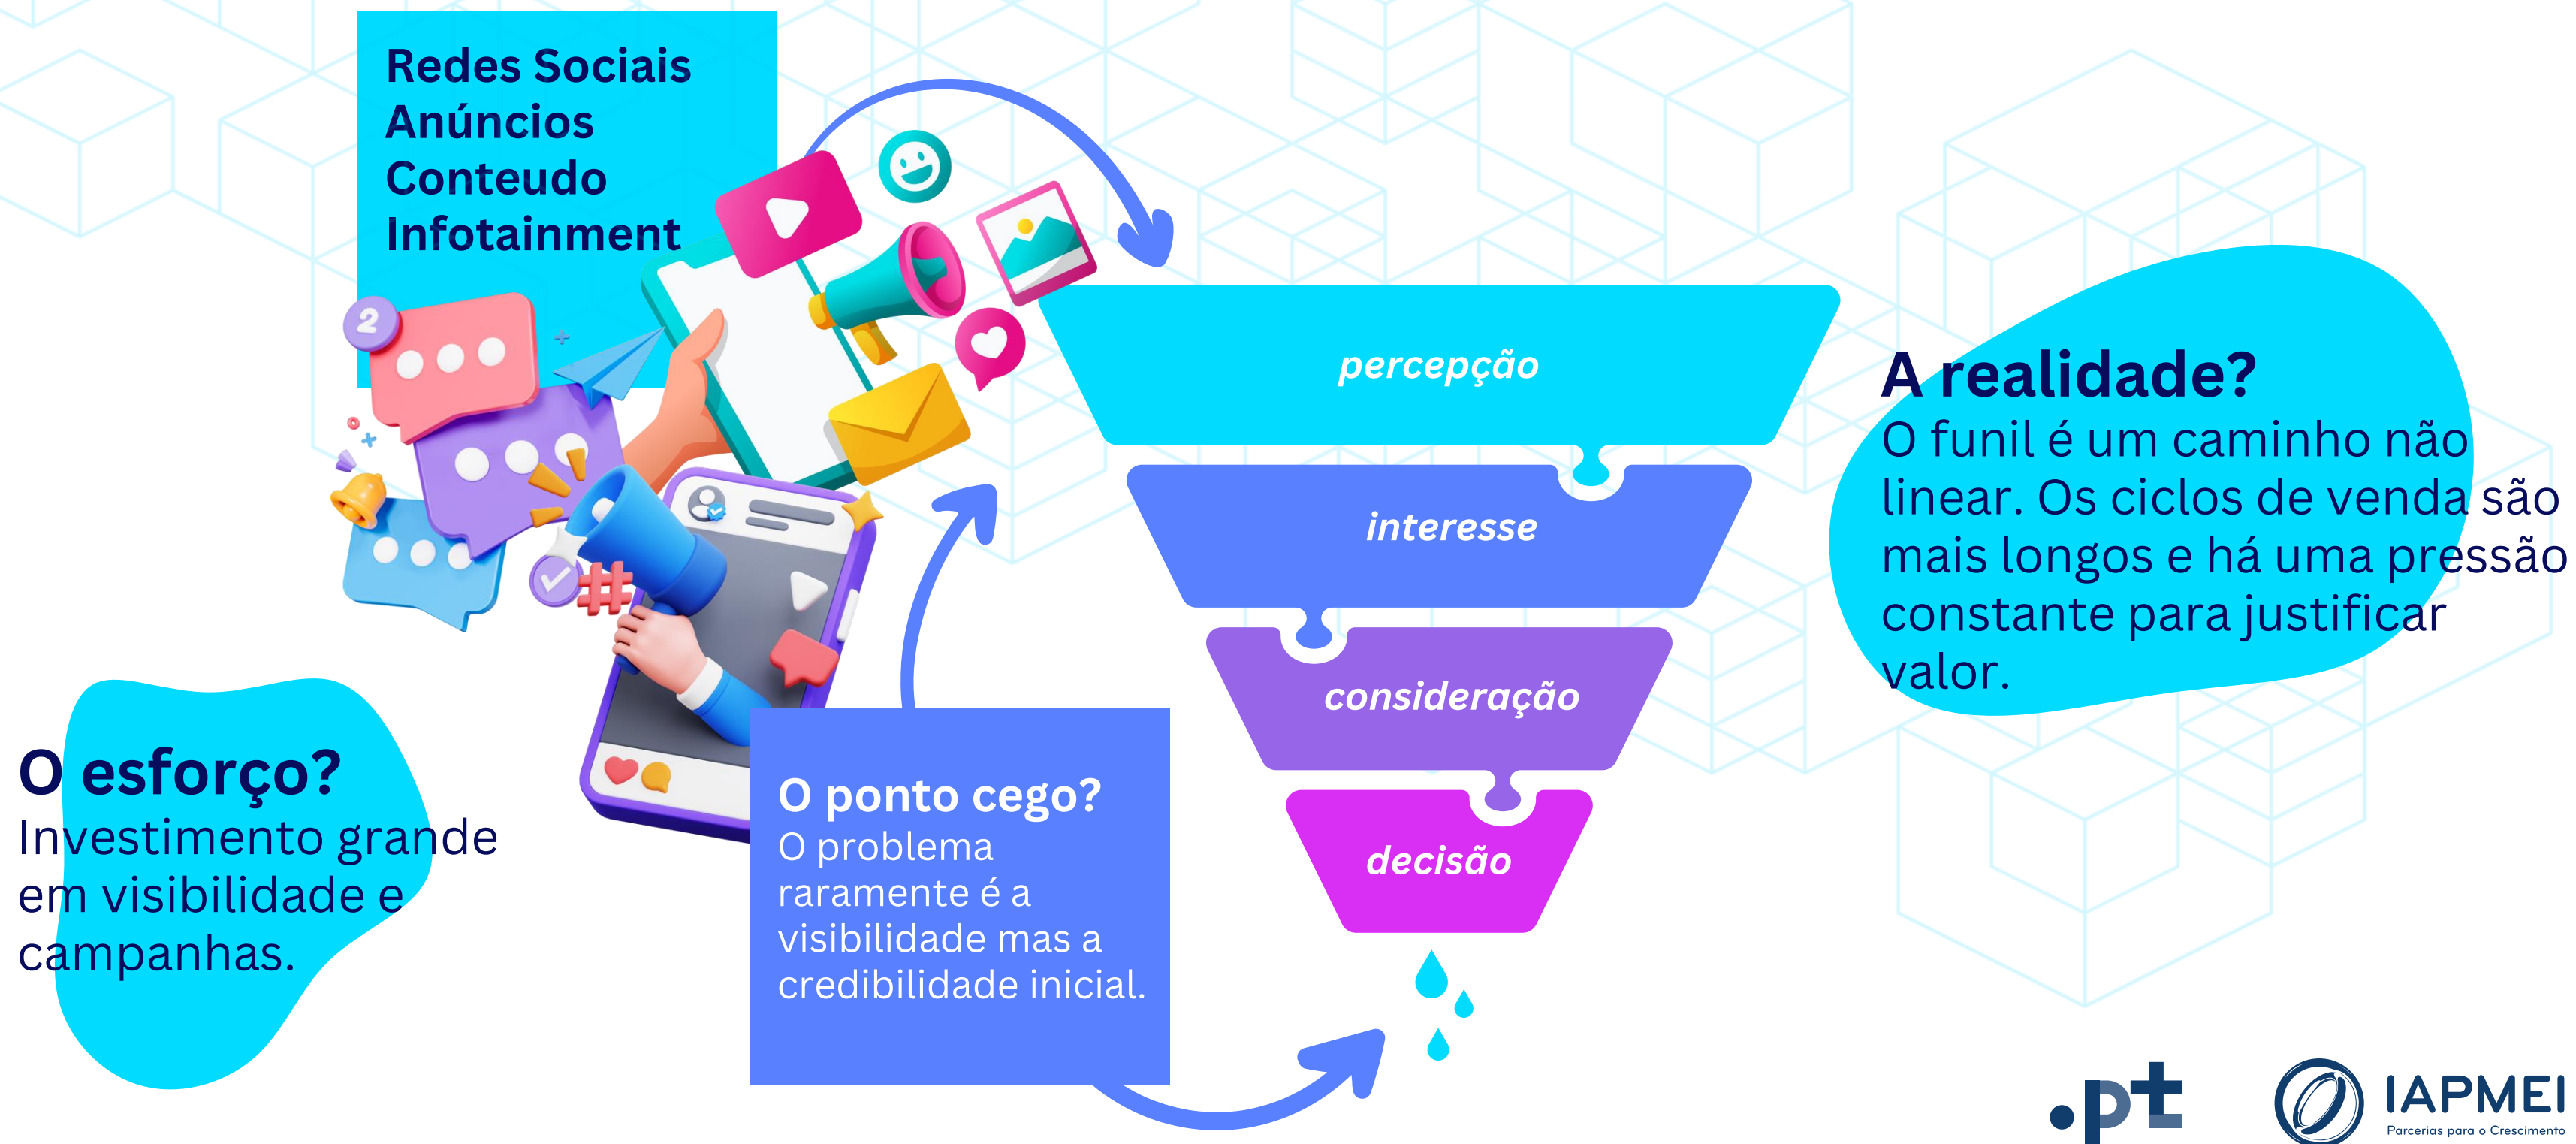 Redes Sociais
Anúncios
Conteudo
Infotainment
2
#
percepção
interesse
consideração
decisão
A realidade?
O funil é um caminho não
linear. Os ciclos de venda são
mais longos e há uma pressão
constante para justificar
valor.
O esforço?
Investimento grande
em visibilidade e
campanhas.
O ponto cego?
O problema
raramente é a
visibilidade mas a
credibilidade inicial.
.pt
IAPMEI
Parcerias para o Crescimento